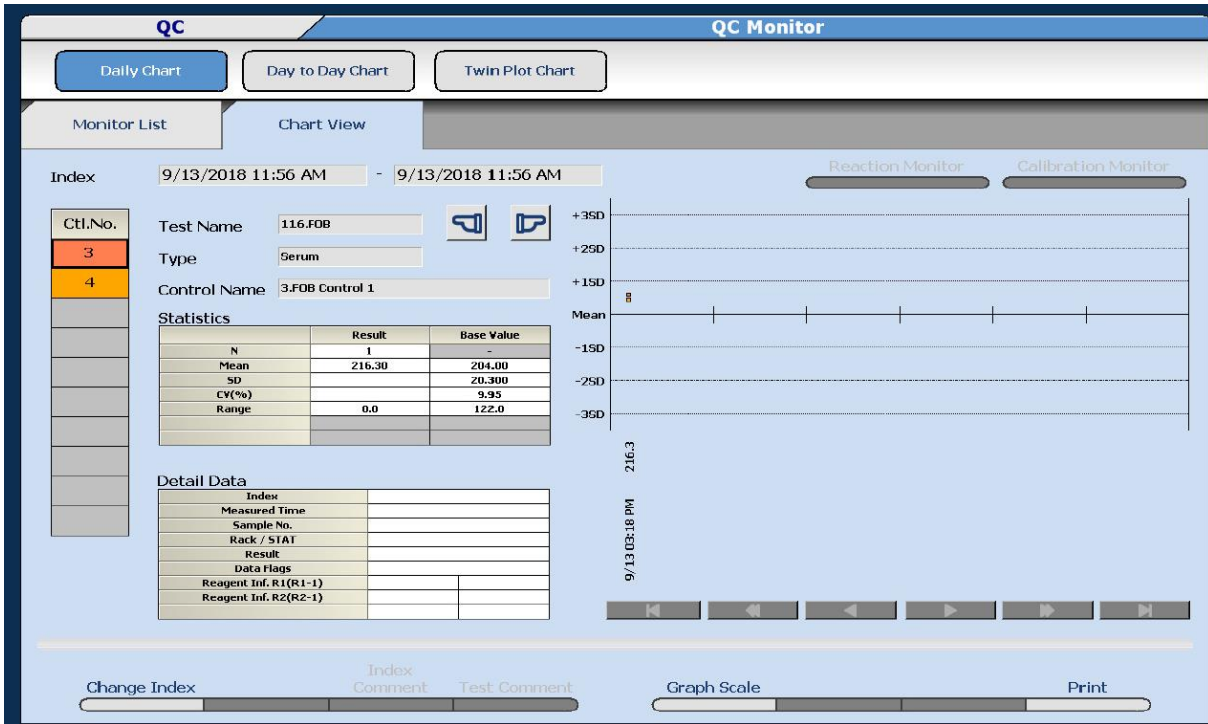 QC
QC Monitor
Daily Chart
Day to Day Chart
Twin Plot Chart
Monitor List
Chart View
Index
9/13/2018 11:56 AM - 9/13/2018 11:56 AM
Reaction Monitor
Calibration Monitor
Ctl.No.
3
4
Test Name 116.FOB
Type Serum
Control Name 3.FOB Control 1
Statistics
Result Base Value
N 1 -
Mean 216.30 204.00
SD 20.300
CV(%) 9.95
Range 0.0 122.0
Detail Data
Index
Measured Time
Sample No.
Rack / STAT
Result
Data Flags
Reagent Inf. R1(R1-1)
Reagent Inf. R2(R2-1)
+3SD
+2SD
+1SD
Mean
-1SD
-2SD
-3SD
216.3
9/13 03:18 PM
Change Index
Index
Comment
Test Comment
Graph Scale
Print